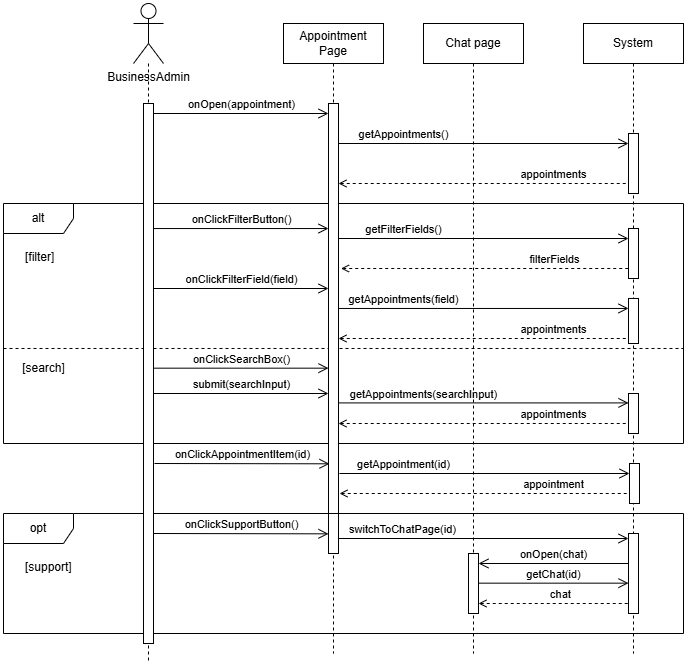 Appointment
Page
Chat page
System
BusinessAdmin
onOpen(appointment)
getAppointments()
appointments
alt
onClickFilterButton()
getFilterFields()
[filter]
filterFields
onClickFilterField(field)
getAppointments(field)
appointments
[search]
onClickSearchBox()
submit(searchInput)
getAppointments(searchInput)
appointments
onClickAppointmentItem(id)
getAppointment(id)
appointment
opt
onClickSupportButton()
switchToChatPage(id)
onOpen(chat)
[support]
getChat(id)
chat